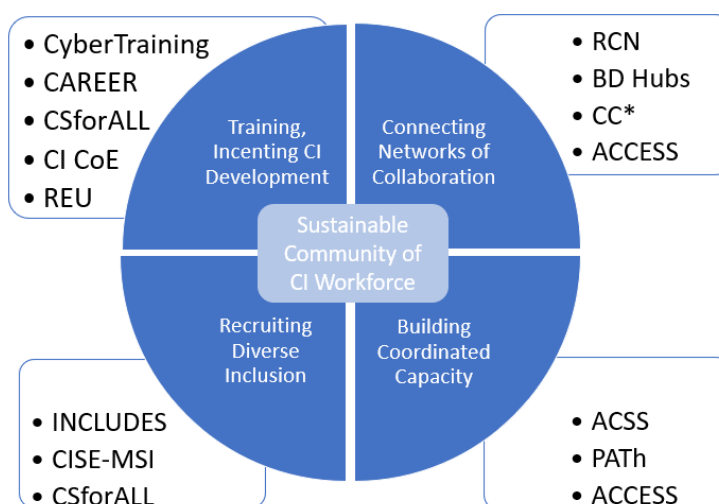 • CyberTraining
• CAREER
• CSforALL
• CI CoE
• REU
• RCN
• BD Hubs
• CC*
• ACCESS
Training,
Incenting CI
Development
Connecting
Networks of
Collaboration
Sustainable
Community of
CI Workforce
Recruiting
Diverse
Inclusion
Building
Coordinated
Capacity
• INCLUDES
• CISE-MSI
• CSforALL
• ACSS
• PATh
• ACCESS